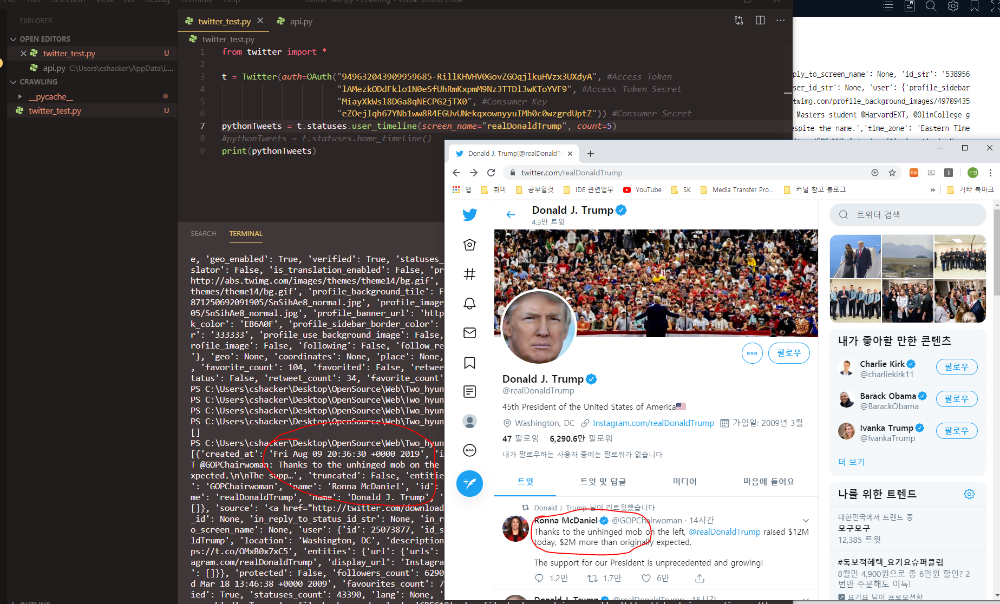 File Edit Selection View Go Debug Terminal Help
twitter_test.py - Crawling - Visual Studio Code
EXPLORER
OPEN EDITORS
twitter_test.py U
api.py C:\Users\cshacker\AppData\L...
CRAWLING
__pycache__
twitter_test.py U
OUTLINE
twitter_test.py
api.py
twitter_test.py
1 from twitter import *
2
3 t = Twitter(auth=OAuth("949632043909959685-RillKHVHV0GovZGOqjlkuHVzx3UXdyA", #Access Token
4 "lAMezkODdFklo1N0eSfUhRmKxpmM9Nz3TTDl3wKToYVF9", #Access Token Secret
5 "MiayXkWsl8DGa8qNECPG2jTX0", #Consumer Key
6 "eZOejlqh67YNb1ww8R4EGUvUNekqxownyyuIMh0c0wzgrdUptZ")) #Consumer Secret
7 pythonTweets = t.statuses.user_timeline(screen_name="realDonaldTrump", count=5)
8 #pythonTweets = t.statuses.home_timeline()
9 print(pythonTweets)
SEARCH
TERMINAL
e, 'geo_enabled': True, 'verified': True, 'statuses_
slator': False, 'is_translation_enabled': False, 'pr
http://abs.twimg.com/images/themes/theme14/bg.gif',
themes/theme14/bg.gif', 'profile_background_tile': F
871250692091905/SnSihAe8_normal.jpg', 'profile_image
05/SnSihAe8_normal.jpg', 'profile_banner_url': 'http
k_color': 'EB6A0F', 'profile_sidebar_border_color':
r': '333333', 'profile_use_background_image': False,
rofile_image': False, 'following': False, 'follow_re
'}, 'geo': None, 'coordinates': None, 'place': None,
, 'favorite_count': 104, 'favorited': False, 'retwee
tatus': False, 'retweet_count': 34, 'favorite_count'
PS C:\Users\cshacker\Desktop\OpenSource\Web\Two_hyun
PS C:\Users\cshacker\Desktop\OpenSource\Web\Two_hyun
PS C:\Users\cshacker\Desktop\OpenSource\Web\Two_hyun
PS C:\Users\cshacker\Desktop\OpenSource\Web\Two_hyun
[]
PS C:\Users\cshacker\Desktop\OpenSource\Web\Two_hyun
[{'created_at': 'Fri Aug 09 20:36:30 +0000 2019', 'i
T @GOPChairwoman: Thanks to the unhinged mob on the
xpected.\n\nThe supp…', 'truncated': False, 'entitie
': 'GOPChairwoman', 'name': 'Ronna McDaniel', 'id':
me': 'realDonaldTrump', 'name': 'Donald J. Trump', '
[]}, 'source': '<a href="http://twitter.com/download
_id': None, 'in_reply_to_status_id_str': None, 'in_r
o_screen_name': None, 'user': {'id': 25073877, 'id_s
ldTrump', 'location': 'Washington, DC', 'description
ps://t.co/OMxB0x7xC5', 'entities': {'url': {'urls':
agram.com/realDonaldTrump', 'display_url': 'Instagra
': []}}, 'protected': False, 'followers_count': 6290
d Mar 18 13:46:38 +0000 2009', 'favourites_count': 7
ied': True, 'statuses_count': 43390, 'lang': None, '
ply_to_screen_name': None, 'id_str': '538956
ser_id_str': None, 'user': {'profile_sidebar
twimg.com/profile_background_images/49709435
Masters student @HarvardEXT, @OlinCollege g
espite the name.','time_zone': 'Eastern Time
Donald J. Trump(@realDonaldTr
twitter.com/realDonaldTrump
도현
앱
취미
공부할것
IDE 관련업무
YouTube
SK
Media Transfer Pro...
커널 참고 블로그
»
기타 북마크
Donald J. Trump
4.3만 트윗
팔로우
Donald J. Trump
@realDonaldTrump
45th President of the United States of America🇺🇸
Washington, DC Instagram.com/realDonaldTrump 가입일: 2009년 3월
47 팔로잉 6,290.6만 팔로워
내가 팔로우하는 사용자 중에는 팔로워가 없습니다
트윗
트윗 및 답글
미디어
마음에 들어요
Donald J. Trump 님이 리트윗했습니다
Ronna McDaniel @GOPChairwoman · 14시간
Thanks to the unhinged mob on the left, @realDonaldTrump raised $12M
today, $2M more than originally expected.
The support for our President is unprecedented and growing!
1.2만 1.7만 6만
Donald J. Trump @realDonaldTrump · 15시간
트위터 검색
내가 좋아할 만한 콘텐츠
Charlie Kirk
@charliekirk11
팔로우
Barack Obama
@BarackObama
팔로우
Ivanka Trump
@IvankaTrump
팔로우
더 보기
나를 위한 트렌드
대한민국에서 트렌드 중
모구모구
12,385 트윗
#독보적혜택_요기요슈퍼클럽
8월만 4,900원으로 총 6만원 할인? 2
번만 주문해도 이득!
요기요 님이 프로모션함